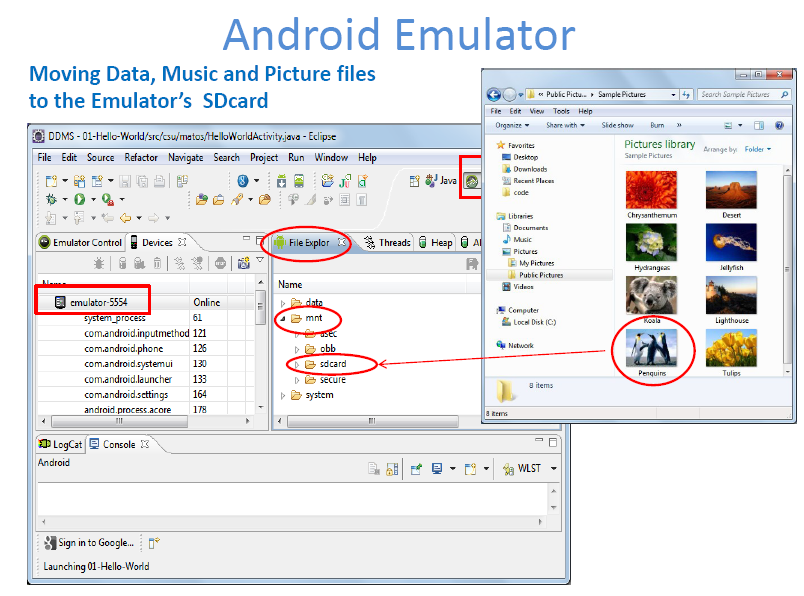 Android Emulator
Moving Data, Music and Picture files
to the Emulator's SDcard
DDMS - 01-Hello-World/src/csu/matos/HelloWorldActivity.java - Eclipse
File Edit Source Refactor Navigate Search Project Run Window Help
Java
Emulator Control Devices
Name
emulator-5554 Online
system_process 61
com.android.inputmethod 121
com.android.phone 126
com.android.systemui 130
com.android.launcher 133
com.android.settings 164
android.process.acore 178
File Explor Threads Heap Al
Name
data
mnt
asec
obb
sdcard
secure
system
LogCat Console
Android
WLST
Sign in to Google...
Launching 01-Hello-World
« Public Pictu... Sample Pictures
Search Sample Pictures
File Edit View Tools Help
Organize Share with Slide show Burn »
Favorites
Desktop
Downloads
Recent Places
code
Libraries
Documents
Music
Pictures
My Pictures
Public Pictures
Videos
Computer
Local Disk (C:)
Network
Pictures library
Sample Pictures
Arrange by: Folder
Chrysanthemum Desert
Hydrangeas Jellyfish
Koala Lighthouse
Penguins Tulips
8 items
8 items